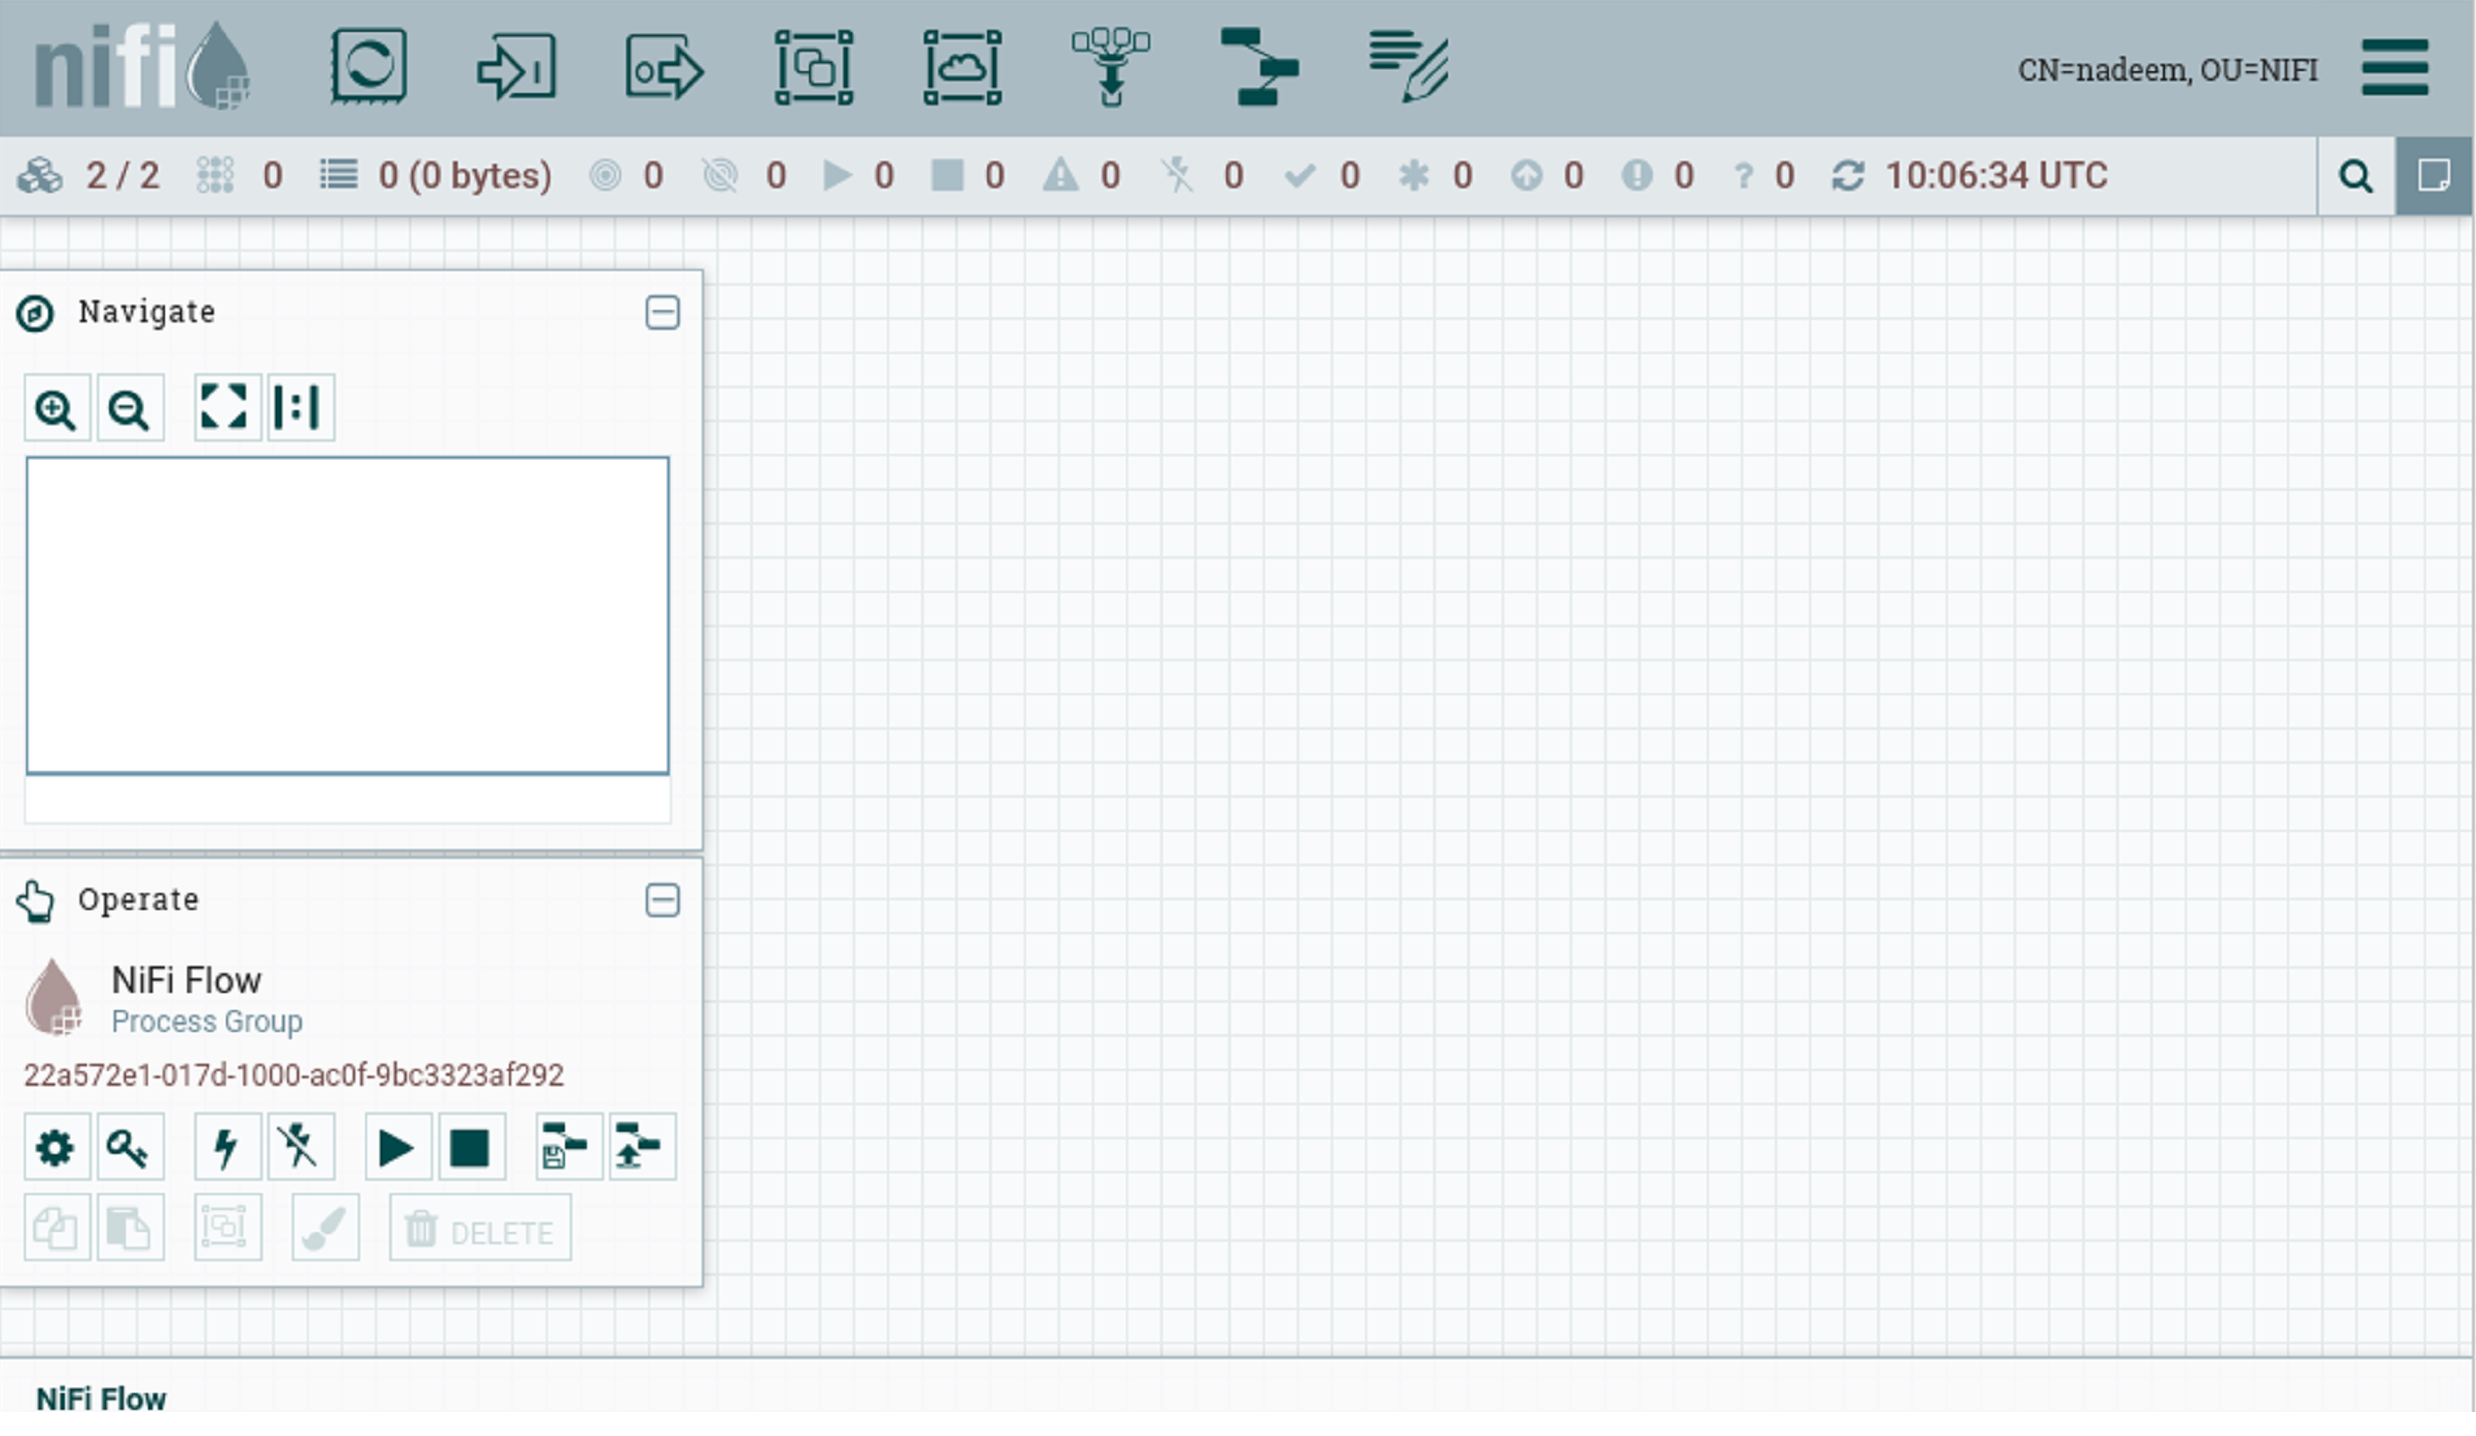 nifi
CN=nadeem, OU=NIFI
2 / 2 0 0 (0 bytes) 0 0 0 0 0 0 0 0 0 0 ? 0 10:06:34 UTC
Navigate
Operate
NiFi Flow
Process Group
22a572e1-017d-1000-ac0f-9bc3323af292
DELETE
NiFi Flow